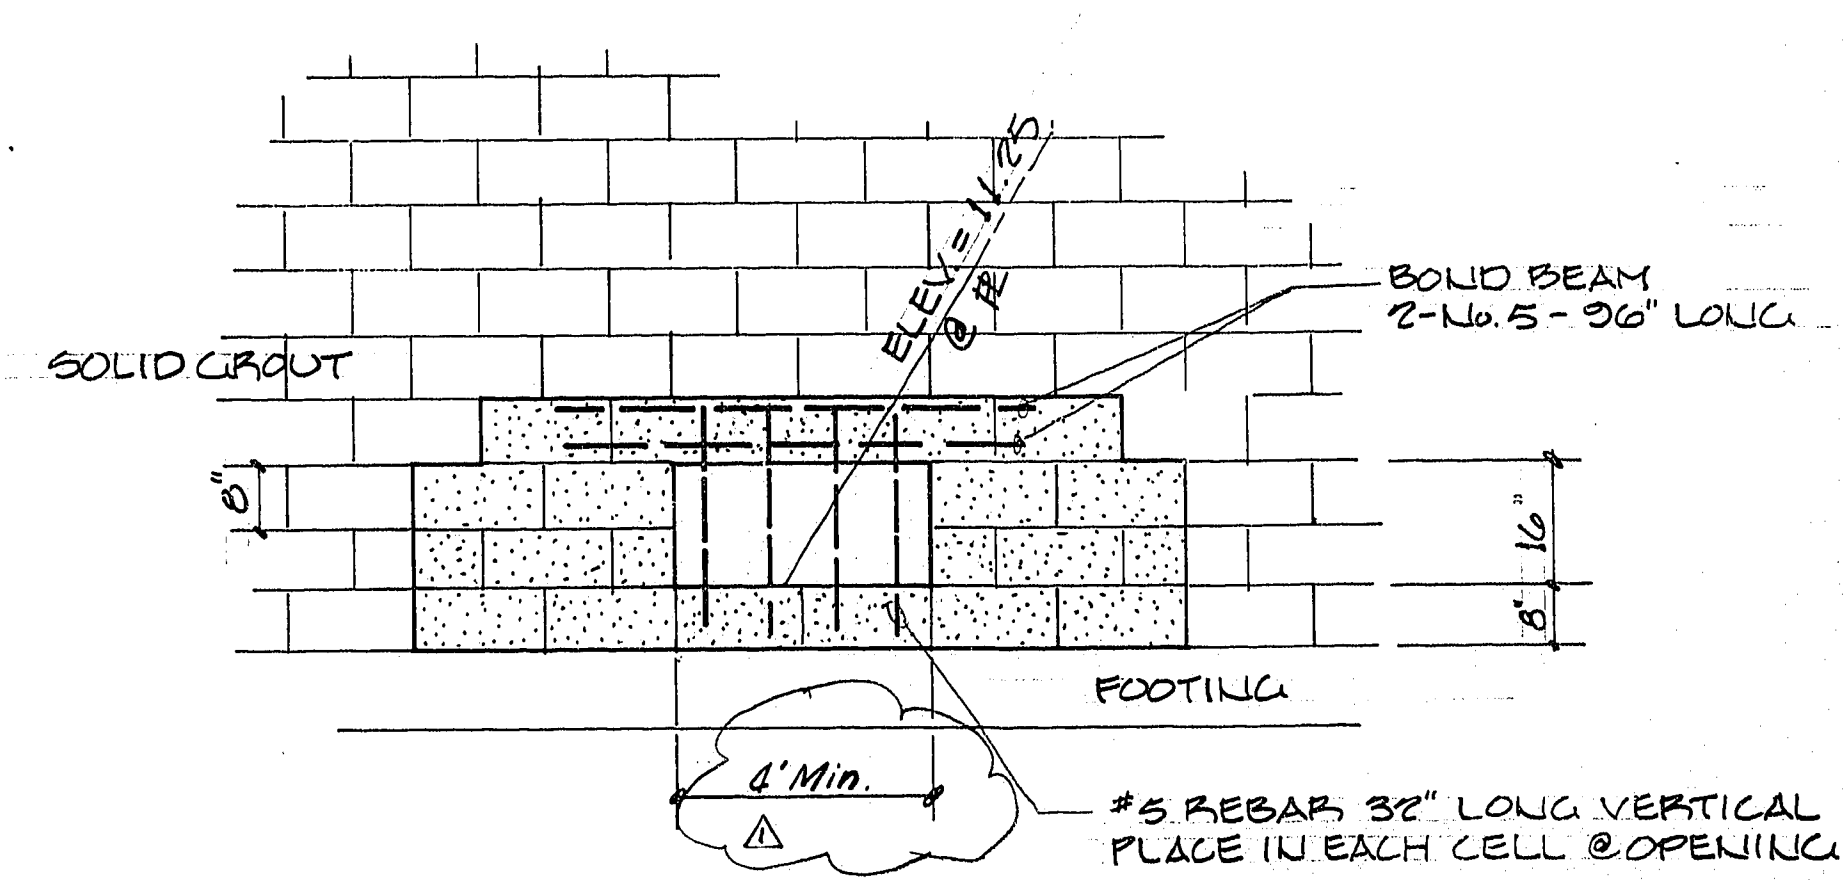 ELEV. = 11.25
@ PL
BOND BEAM
2-No. 5 - 96" LONG
SOLID GROUT
8"
16"
8"
FOOTING
4' Min.
1
#5 REBAR 32" LONG VERTICAL
PLACE IN EACH CELL @ OPENING